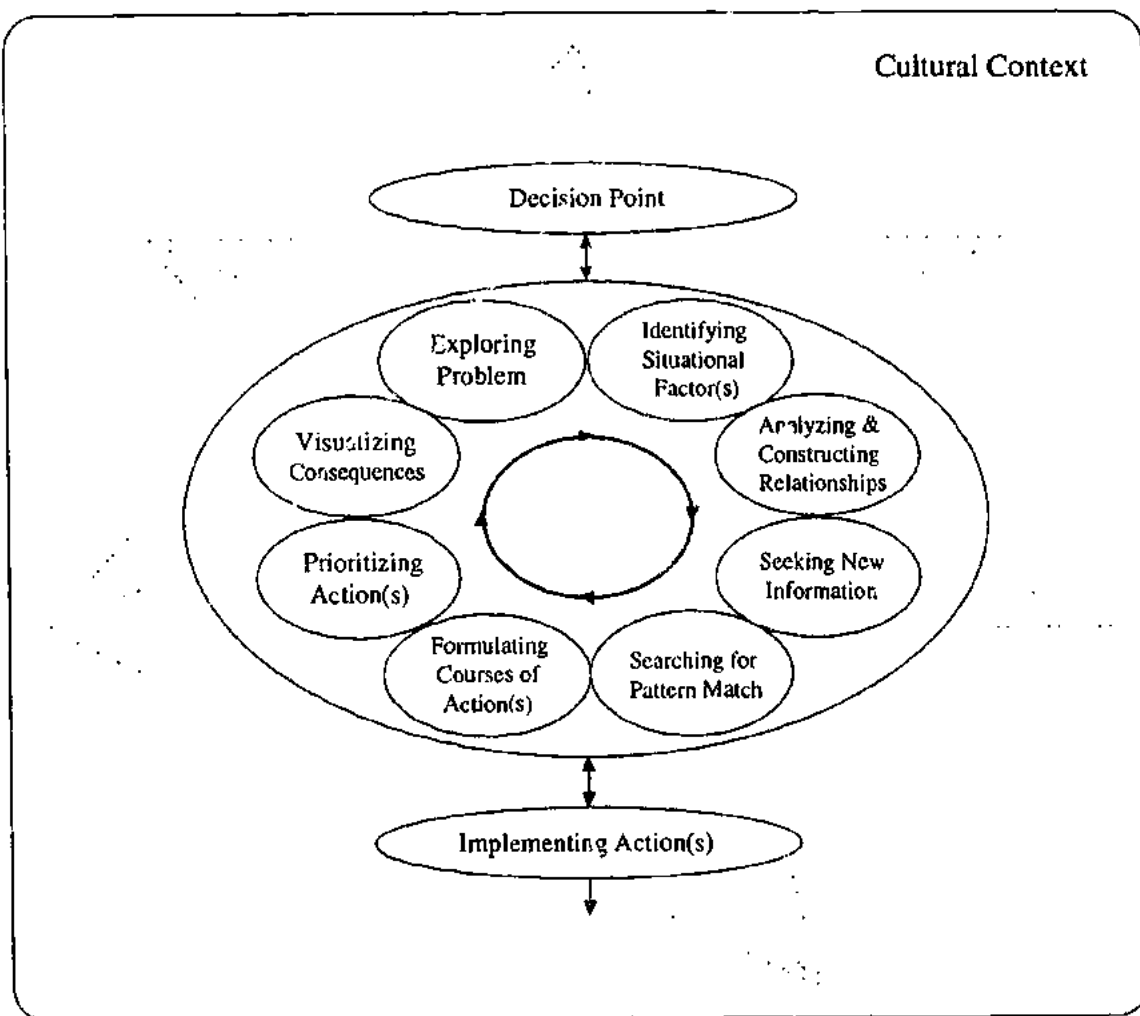 Cultural Context
Decision Point
Exploring
Problem
Identifying
Situational
Factor(s)
Analyzing &
Constructing
Relationships
Seeking New
Information
Searching for
Pattern Match
Formulating
Courses of
Action(s)
Prioritizing
Action(s)
Visualizing
Consequences
Implementing Action(s)